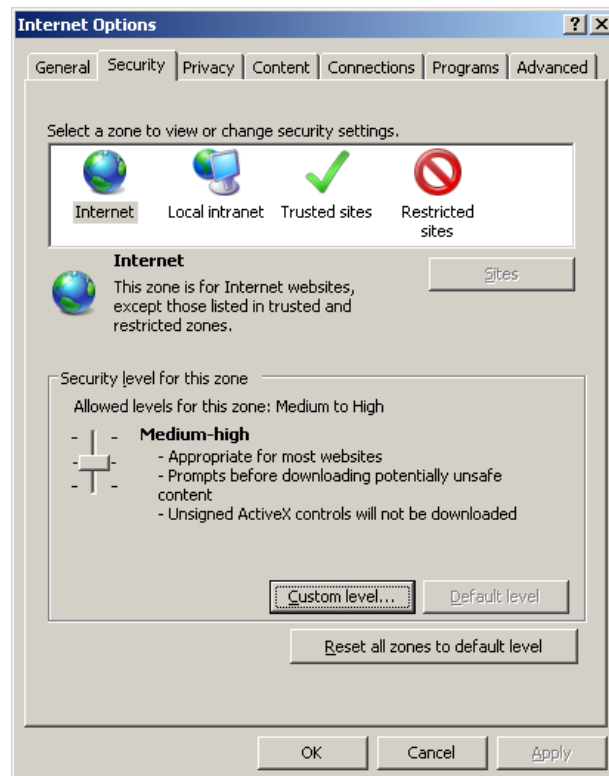 Internet Options
General Security Privacy Content Connections Programs Advanced
Select a zone to view or change security settings.
Internet Local intranet Trusted sites Restricted
sites
Internet
This zone is for Internet websites,
except those listed in trusted and
restricted zones.
Sites
Security level for this zone
Allowed levels for this zone: Medium to High
Medium-high
- Appropriate for most websites
- Prompts before downloading potentially unsafe
content
- Unsigned ActiveX controls will not be downloaded
Custom level... Default level
Reset all zones to default level
OK Cancel Apply